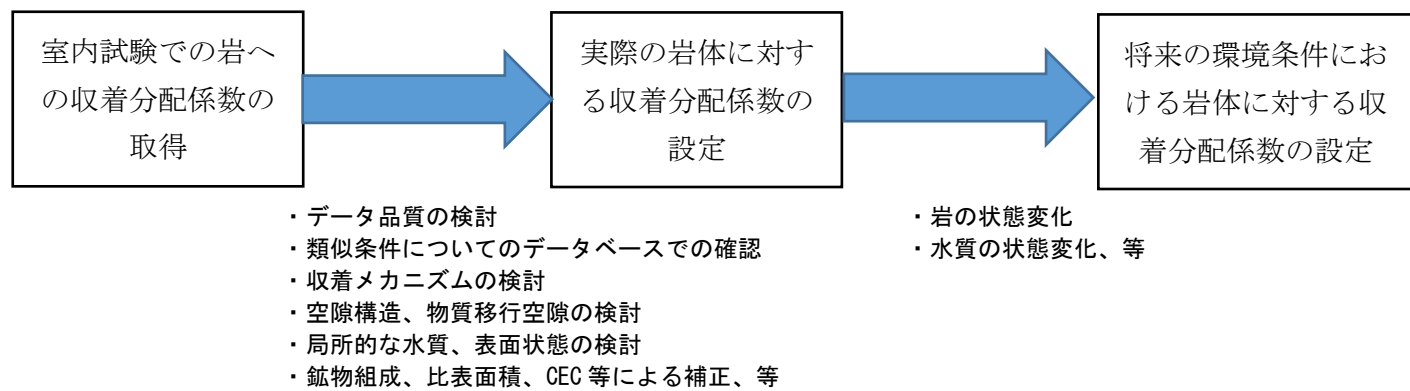 室内試験での岩へ
の収着分配係数の
取得
実際の岩体に対す
る収着分配係数の
設定
将来の環境条件にお
ける岩体に対する収
着分配係数の設定
・データ品質の検討
・類似条件についてのデータベースでの確認
・収着メカニズムの検討
・空隙構造、物質移行空隙の検討
・局所的な水質、表面状態の検討
・鉱物組成、比表面積、CEC 等による補正、等
・岩の状態変化
・水質の状態変化、等